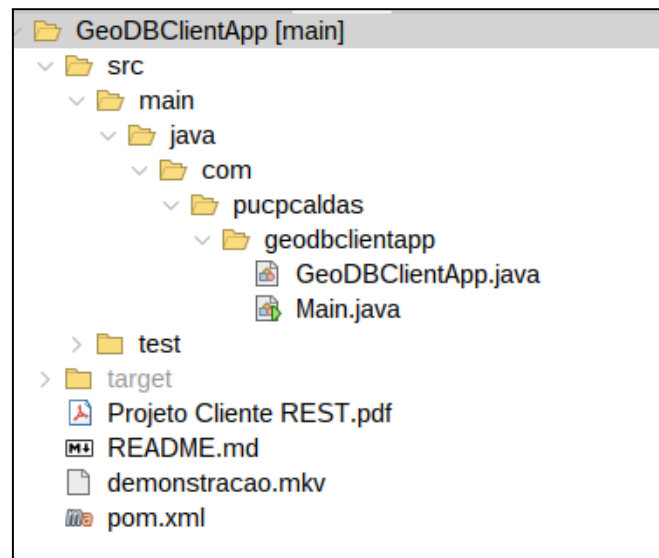 GeoDBClientApp [main]
src
main
java
com
pucpcaldas
geodbclientapp
GeoDBClientApp.java
Main.java
test
target
Projeto Cliente REST.pdf
README.md
demonstracao.mkv
pom.xml